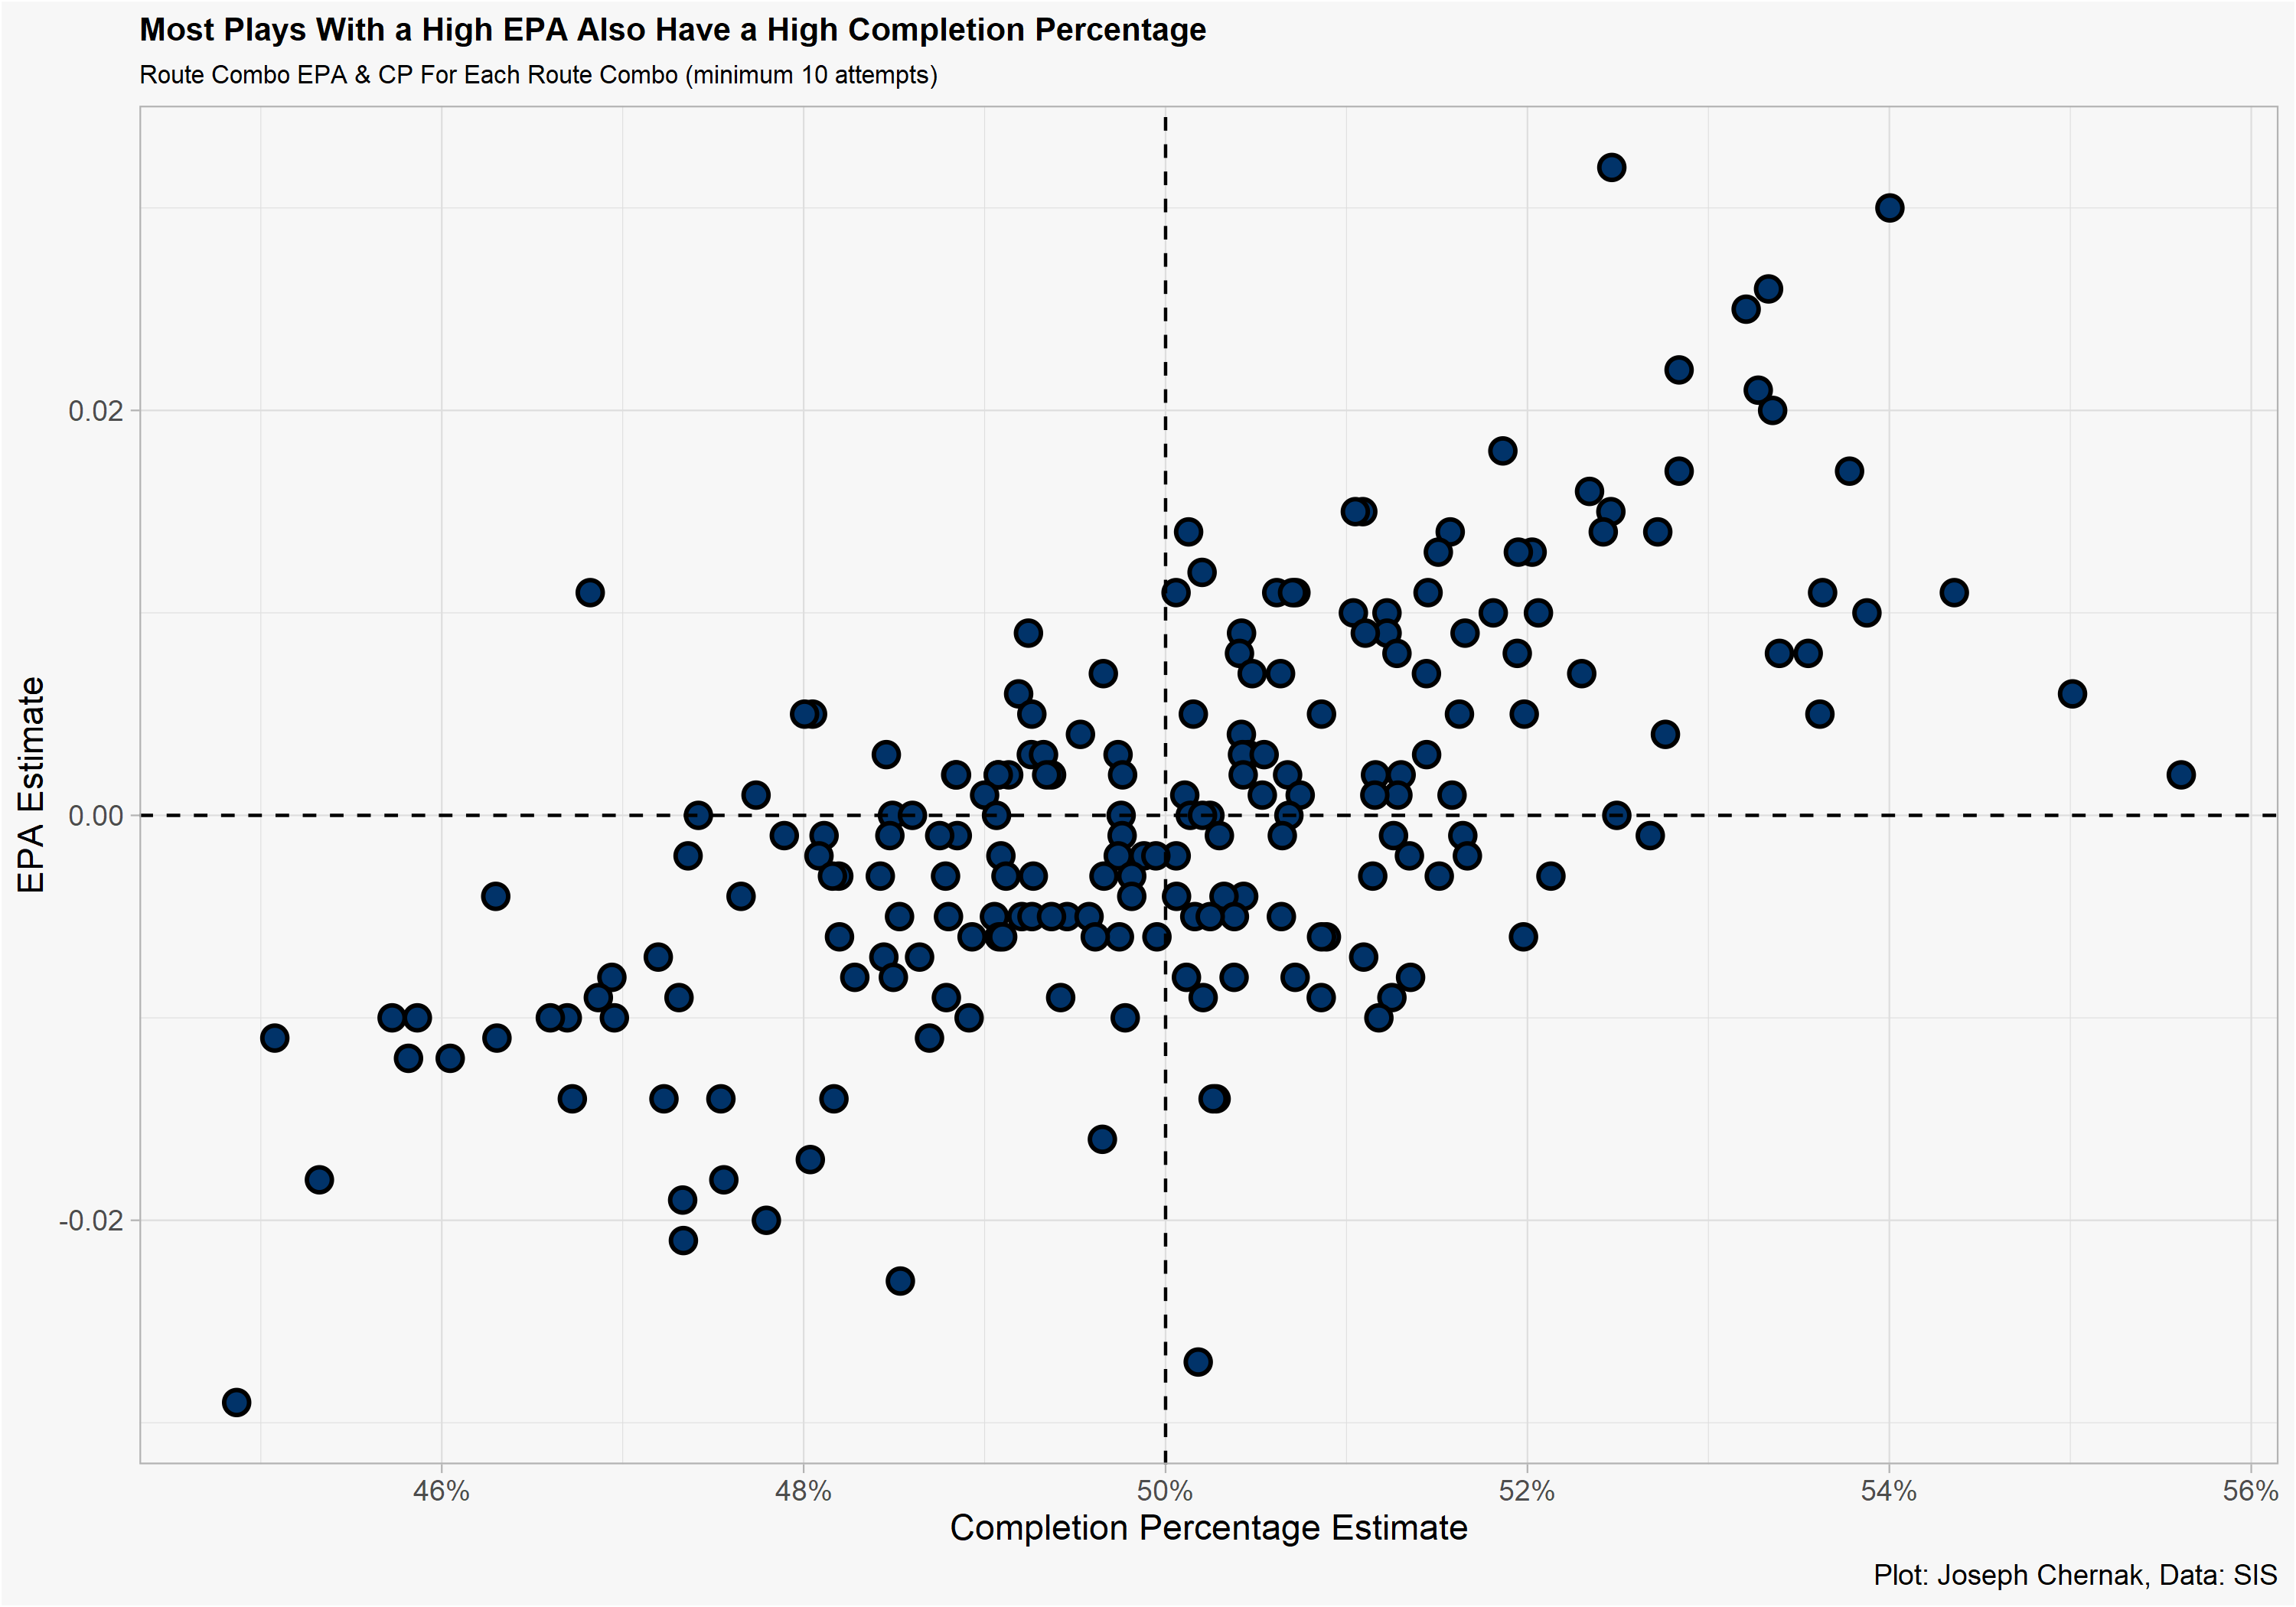 Most Plays With a High EPA Also Have a High Completion Percentage
Route Combo EPA & CP For Each Route Combo (minimum 10 attempts)
EPA Estimate
0.02
0.00
-0.02
46% 48% 50% 52% 54% 56%
Completion Percentage Estimate
Plot: Joseph Chernak, Data: SIS